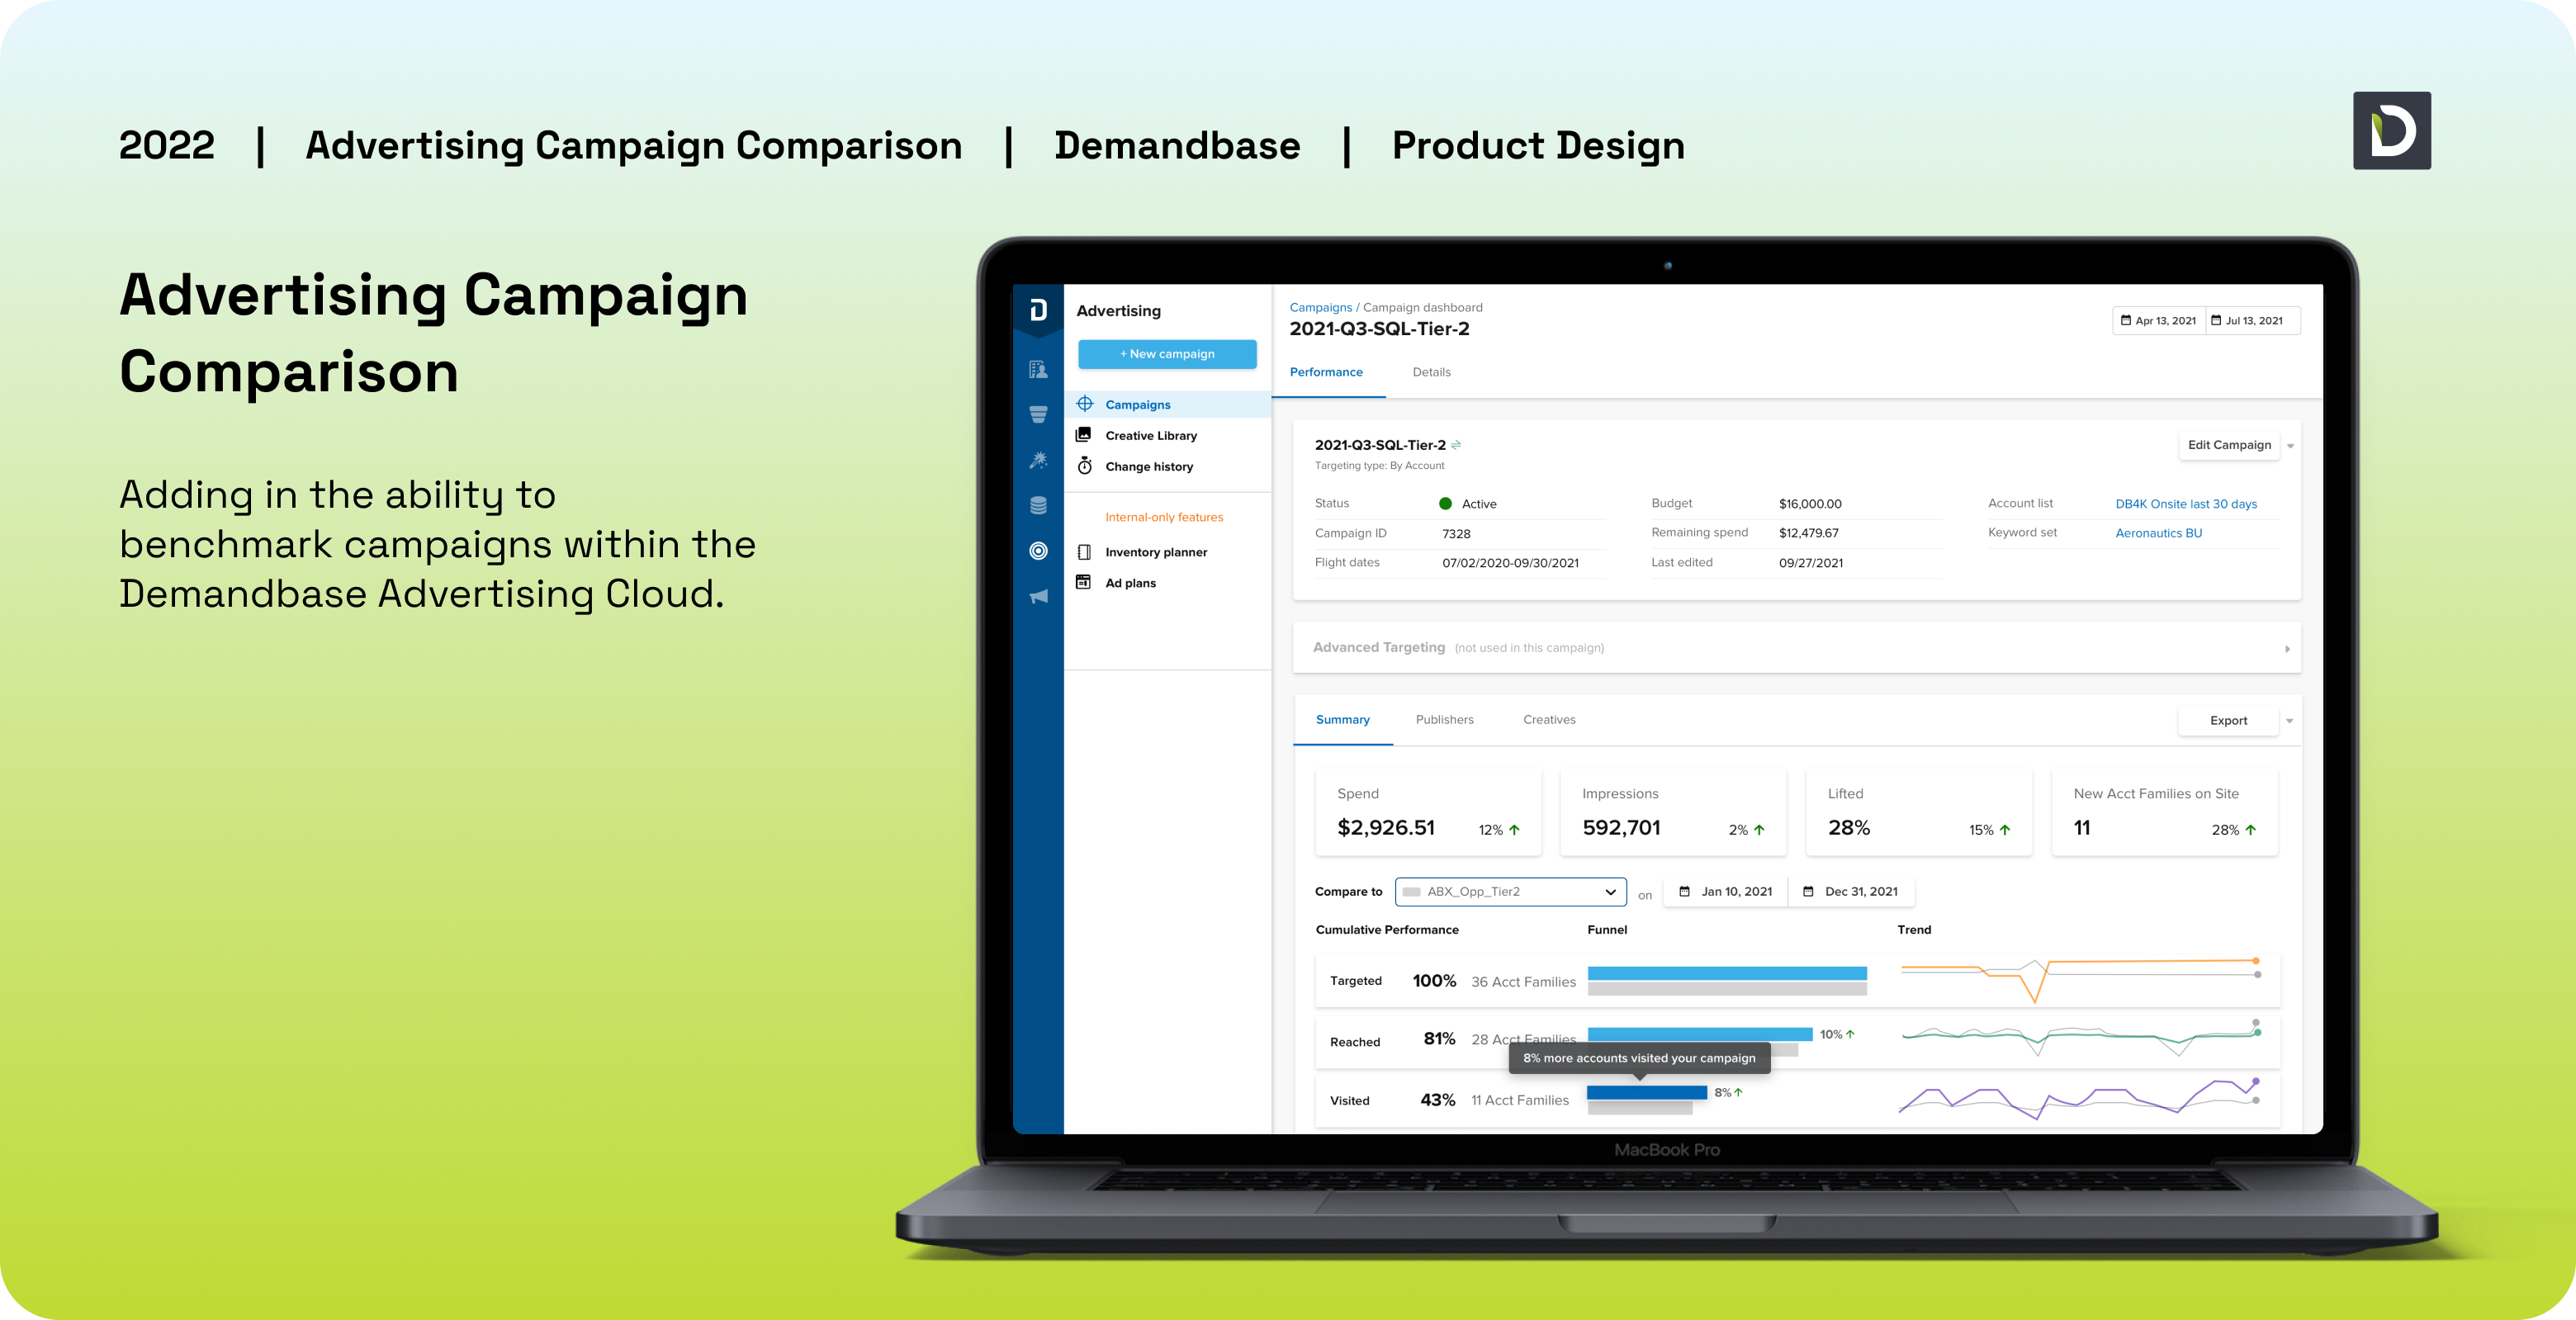 2022 | Advertising Campaign Comparison | Demandbase | Product Design
Advertising Campaign
Comparison
Adding in the ability to
benchmark campaigns within the
Demandbase Advertising Cloud.
Advertising
+ New campaign
Campaigns
Creative Library
Change history
Internal-only features
Inventory planner
Ad plans
Campaigns / Campaign dashboard
2021-Q3-SQL-Tier-2
Apr 13, 2021 Jul 13, 2021
Performance Details
2021-Q3-SQL-Tier-2
Edit Campaign
Targeting type: By Account
Status Active Budget $16,000.00 Account list DB4K Onsite last 30 days
Campaign ID 7328 Remaining spend $12,479.67 Keyword set Aeronautics BU
Flight dates 07/02/2020-09/30/2021 Last edited 09/27/2021
Advanced Targeting (not used in this campaign)
Summary Publishers Creatives Export
Spend Impressions Lifted New Acct Families on Site
$2,926.51 12% 592,701 2% 28% 15% 11 28%
Compare to ABX_Opp_Tier2 on Jan 10, 2021 Dec 31, 2021
Cumulative Performance Funnel Trend
Targeted 100% 36 Acct Families
Reached 81% 28 Acct Families 10%
8% more accounts visited your campaign
Visited 43% 11 Acct Families 8%
MacBook Pro